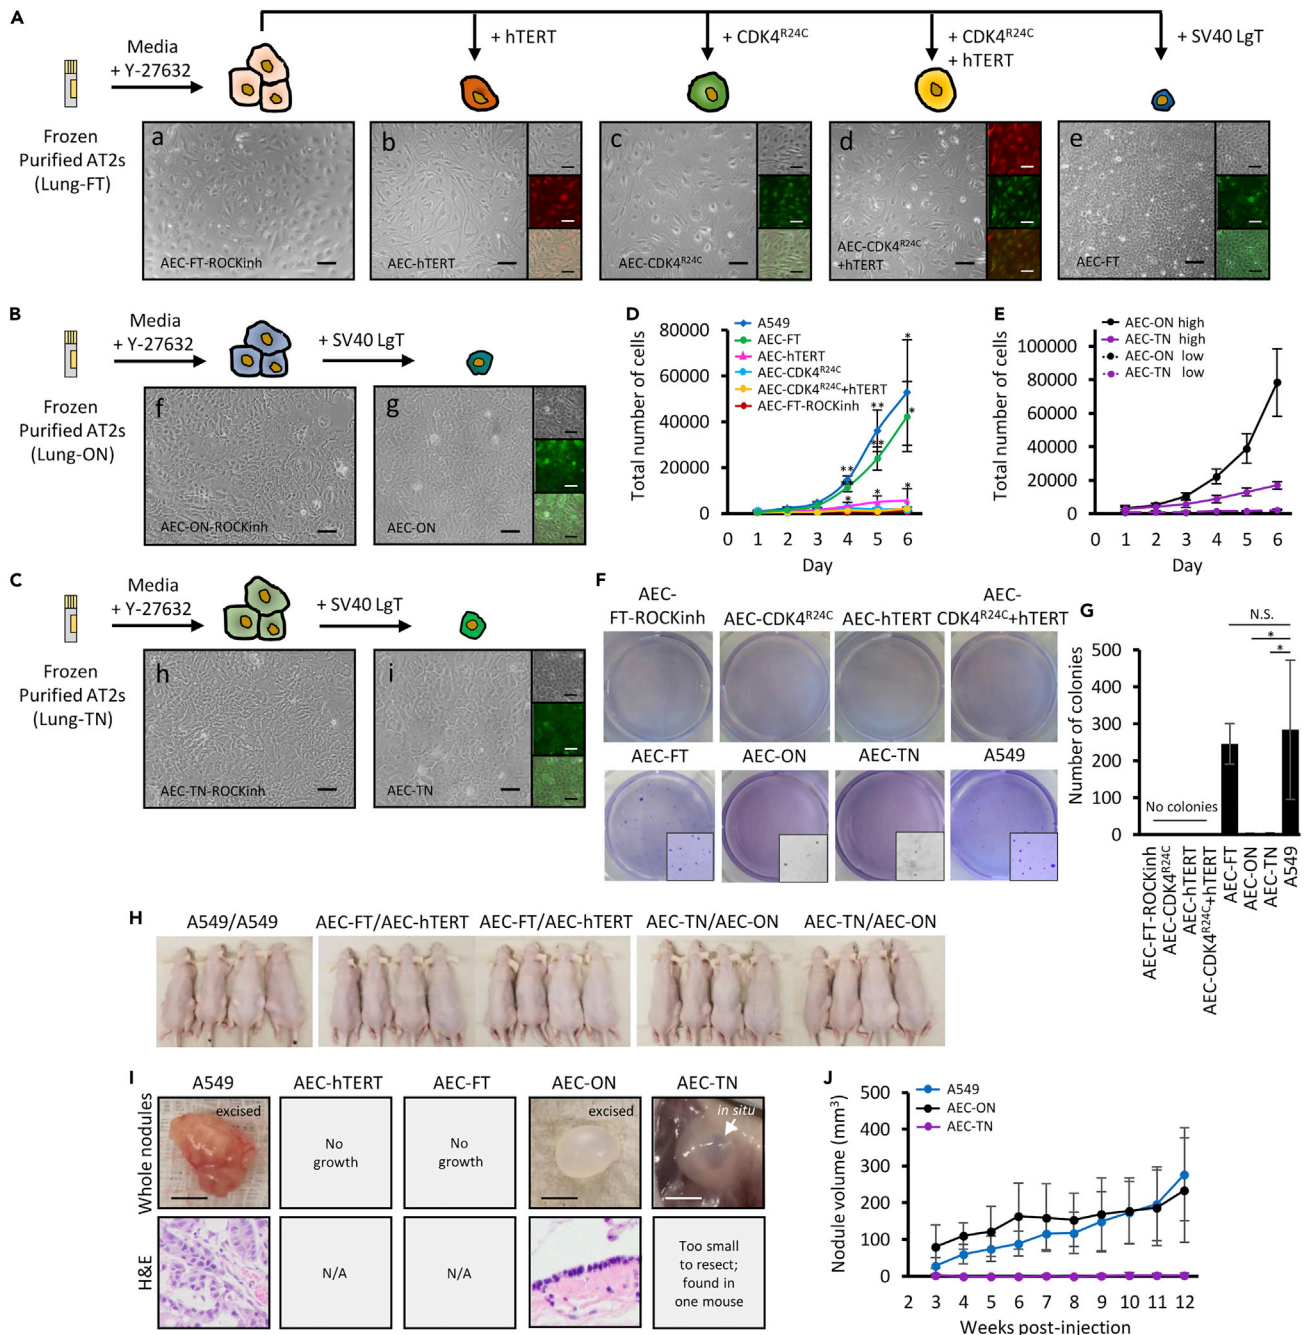 A
Media
+ Y-27632
+ hTERT
+ CDK4R24C
+ CDK4R24C
+ hTERT
+ SV40 LgT
Frozen
Purified AT2s
(Lung-FT)
a
AEC-FT-ROCKinh
b
AEC-hTERT
c
AEC-CDK4R24C
d
AEC-CDK4R24C
+hTERT
e
AEC-FT
B
Media
+ Y-27632
+ SV40 LgT
Frozen
Purified AT2s
(Lung-ON)
f
AEC-ON-ROCKinh
g
AEC-ON
C
Media
+ Y-27632
+ SV40 LgT
Frozen
Purified AT2s
(Lung-TN)
h
AEC-TN-ROCKinh
i
AEC-TN
D
Total number of cells
80000
60000
40000
20000
0
A549
AEC-FT
AEC-hTERT
AEC-CDK4R24C
AEC-CDK4R24C+hTERT
AEC-FT-ROCKinh
**
**
**
**
*
*
*
*
*
0 1 2 3 4 5 6
Day
E
Total number of cells
100000
80000
60000
40000
20000
0
AEC-ON high
AEC-TN high
AEC-ON low
AEC-TN low
0 1 2 3 4 5 6
Day
F
AEC-
FT-ROCKinh
AEC-CDK4R24C
AEC-hTERT
AEC-
CDK4R24C+hTERT
AEC-FT
AEC-ON
AEC-TN
A549
G
Number of colonies
500
400
300
200
100
0
N.S.
*
*
No colonies
AEC-FT-ROCKinh
AEC-CDK4R24C
AEC-hTERT
AEC-CDK4R24C+hTERT
AEC-FT
AEC-ON
AEC-TN
A549
H
A549/A549
AEC-FT/AEC-hTERT
AEC-FT/AEC-hTERT
AEC-TN/AEC-ON
AEC-TN/AEC-ON
I
A549
AEC-hTERT
AEC-FT
AEC-ON
AEC-TN
Whole nodules
excised
No
growth
No
growth
excised
in situ
H&E
N/A
N/A
Too small
to resect;
found in
one mouse
J
Nodule volume (mm3)
500
400
300
200
100
0
A549
AEC-ON
AEC-TN
2 3 4 5 6 7 8 9 10 11 12
Weeks post-injection